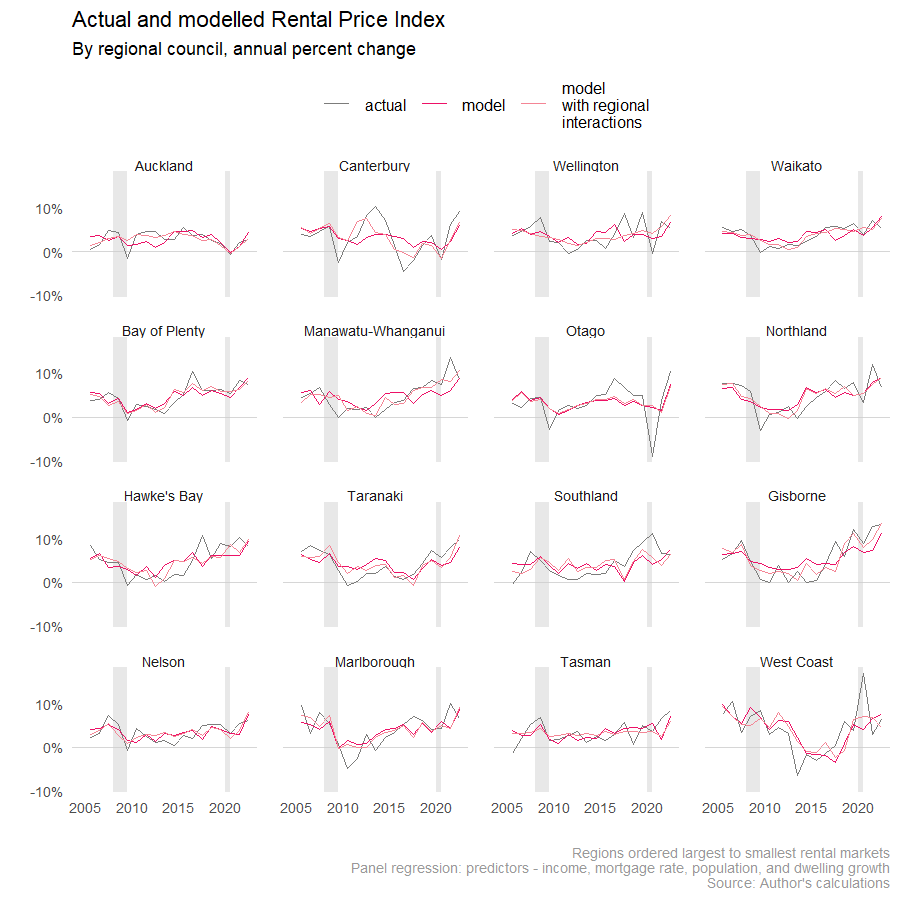 Actual and modelled Rental Price Index
By regional council, annual percent change
actual
model
model
with regional
interactions
Auckland
Canterbury
Wellington
Waikato
10%
0%
-10%
Bay of Plenty
Manawatu-Whanganui
Otago
Northland
10%
0%
-10%
Hawke's Bay
Taranaki
Southland
Gisborne
10%
0%
-10%
Nelson
Marlborough
Tasman
West Coast
10%
0%
-10%
2005 2010 2015 2020
2005 2010 2015 2020
2005 2010 2015 2020
2005 2010 2015 2020
Regions ordered largest to smallest rental markets
Panel regression: predictors - income, mortgage rate, population, and dwelling growth
Source: Author's calculations